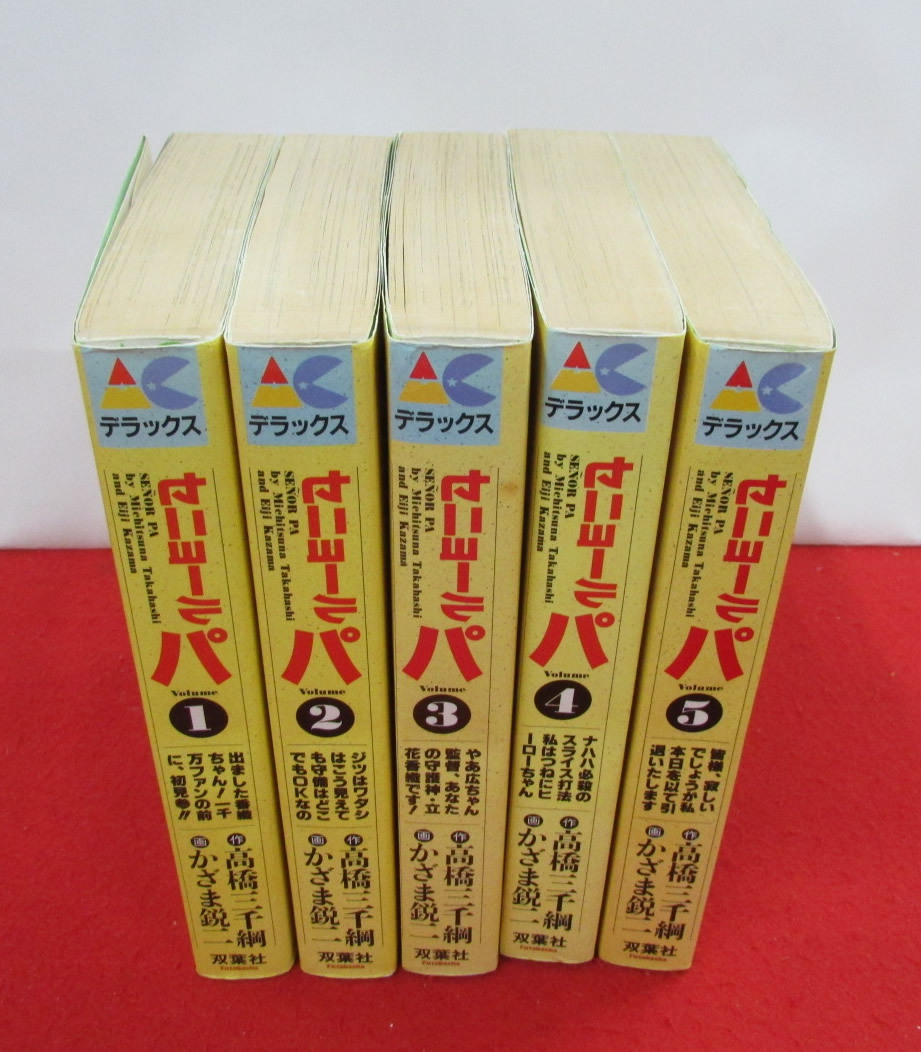 デラックス
セニョールパ
SEÑOR PA
by Michitsuna Takahashi
and Eiji Kazama
Volume
1
出ました番織
ちゃん！一千
万ファンの前
に、初見参!!
作 高橋三千綱
画 かざま鋭二
双葉社
Futabasha
デラックス
セニョールパ
SEÑOR PA
by Michitsuna Takahashi
and Eiji Kazama
Volume
2
ジツはワタシ
はこう見えて
も守備はどこ
でもOKなの
作 高橋三千綱
画 かざま鋭二
双葉社
Futabasha
デラックス
セニョールパ
SEÑOR PA
by Michitsuna Takahashi
and Eiji Kazama
Volume
3
やあ広ちゃん
監督、あなた
の守護神・立
花香織です！
作 高橋三千綱
画 かざま鋭二
双葉社
Futabasha
デラックス
セニョールパ
SEÑOR PA
by Michitsuna Takahashi
and Eiji Kazama
Volume
4
ナハハ必殺の
スライス打法
私はつねにヒ
ーローちゃん
作 高橋三千綱
画 かざま鋭二
双葉社
Futabasha
デラックス
セニョールパ
SEÑOR PA
by Michitsuna Takahashi
and Eiji Kazama
Volume
5
皆様、寂しい
でしょうが私
本日を以て引
退いたします
作 高橋三千綱
画 かざま鋭二
双葉社
Futabasha